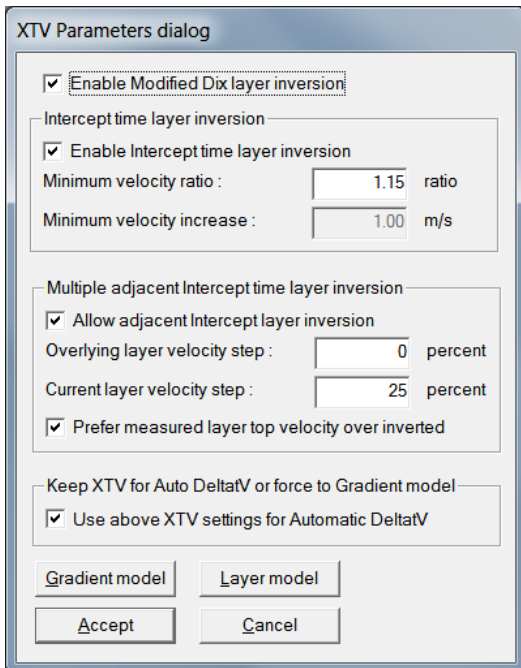 XTV Parameters dialog
Enable Modified Dix layer inversion
Intercept time layer inversion
Enable Intercept time layer inversion
Minimum velocity ratio : 1.15 ratio
Minimum velocity increase : 1.00 m/s
Multiple adjacent Intercept time layer inversion
Allow adjacent Intercept layer inversion
Overlying layer velocity step : 0 percent
Current layer velocity step : 25 percent
Prefer measured layer top velocity over inverted
Keep XTV for Auto DeltatV or force to Gradient model
Use above XTV settings for Automatic DeltatV
Gradient model Layer model
Accept Cancel